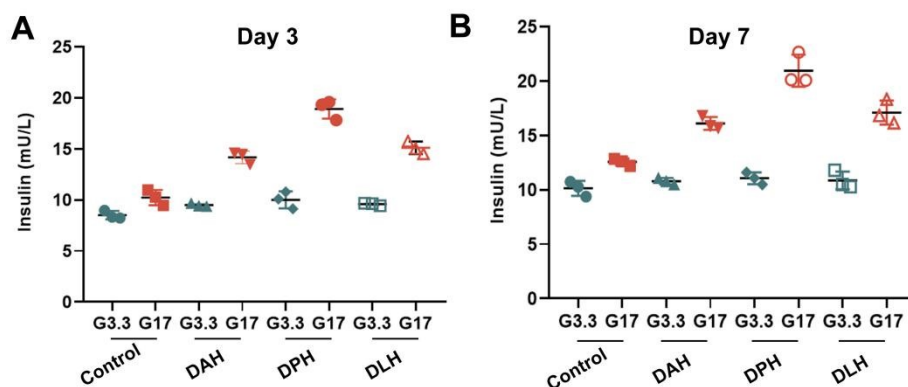 A
Day 3
Insulin (mU/L)
25
20
15
10
5
0
G3.3 G17 G3.3 G17 G3.3 G17 G3.3 G17
Control DAH DPH DLH
B
Day 7
Insulin (mU/L)
25
20
15
10
5
0
G3.3 G17 G3.3 G17 G3.3 G17 G3.3 G17
Control DAH DPH DLH